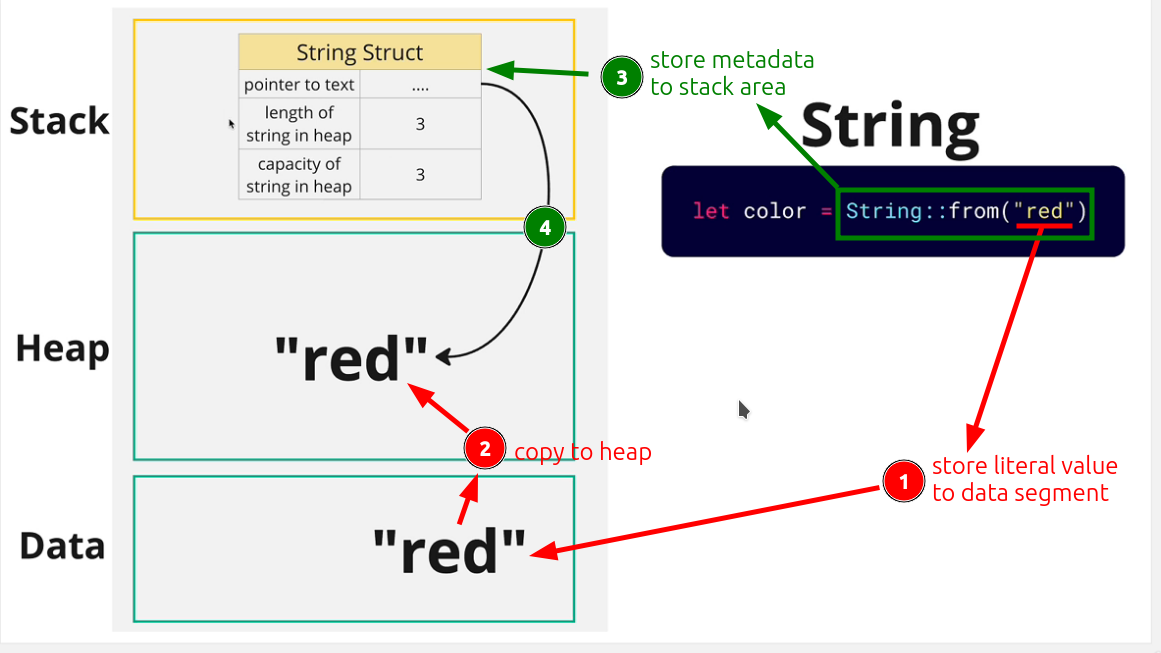 Stack
String Struct
pointer to text
....
length of
string in heap
3
capacity of
string in heap
3
3
store metadata
to stack area
String
let color = String::from("red")
4
Heap
"red"
2
copy to heap
1
store literal value
to data segment
Data
"red"